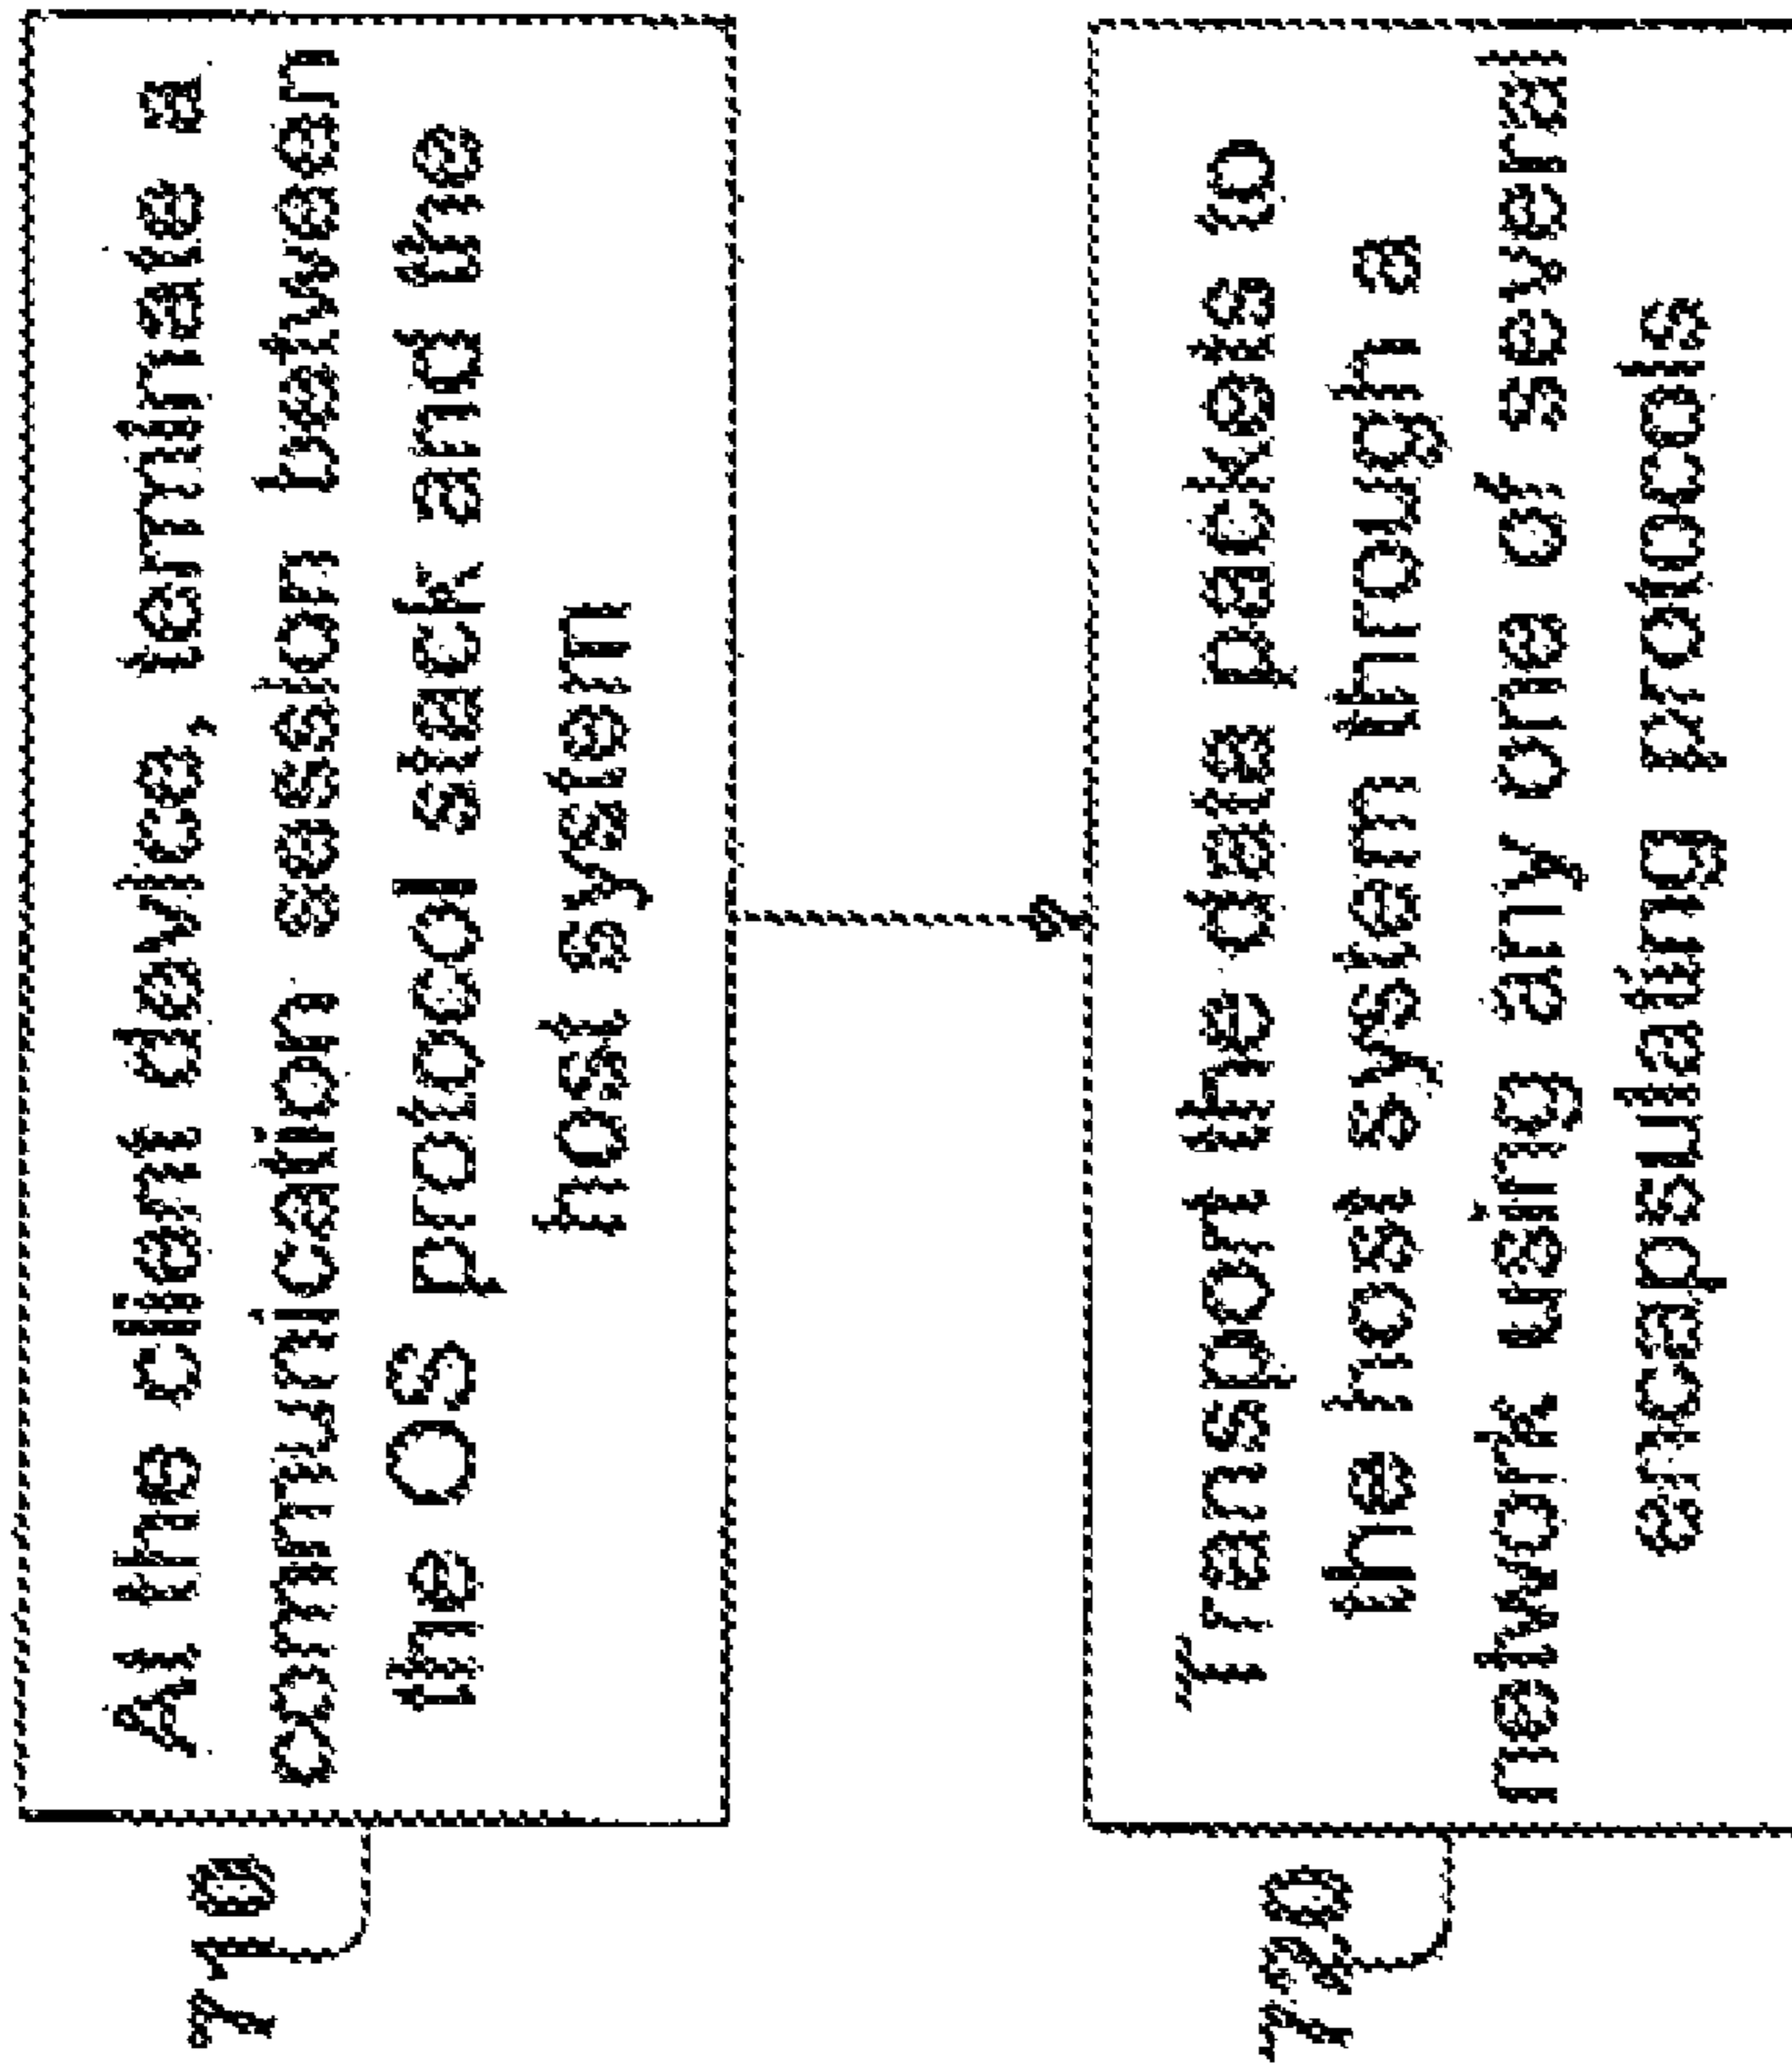 710
At the client device, terminate a
communication session between
the OS protocol stack and the
host system
720
Transport the data packets to
the host system through a
network using any one of several
encapsulating protocols